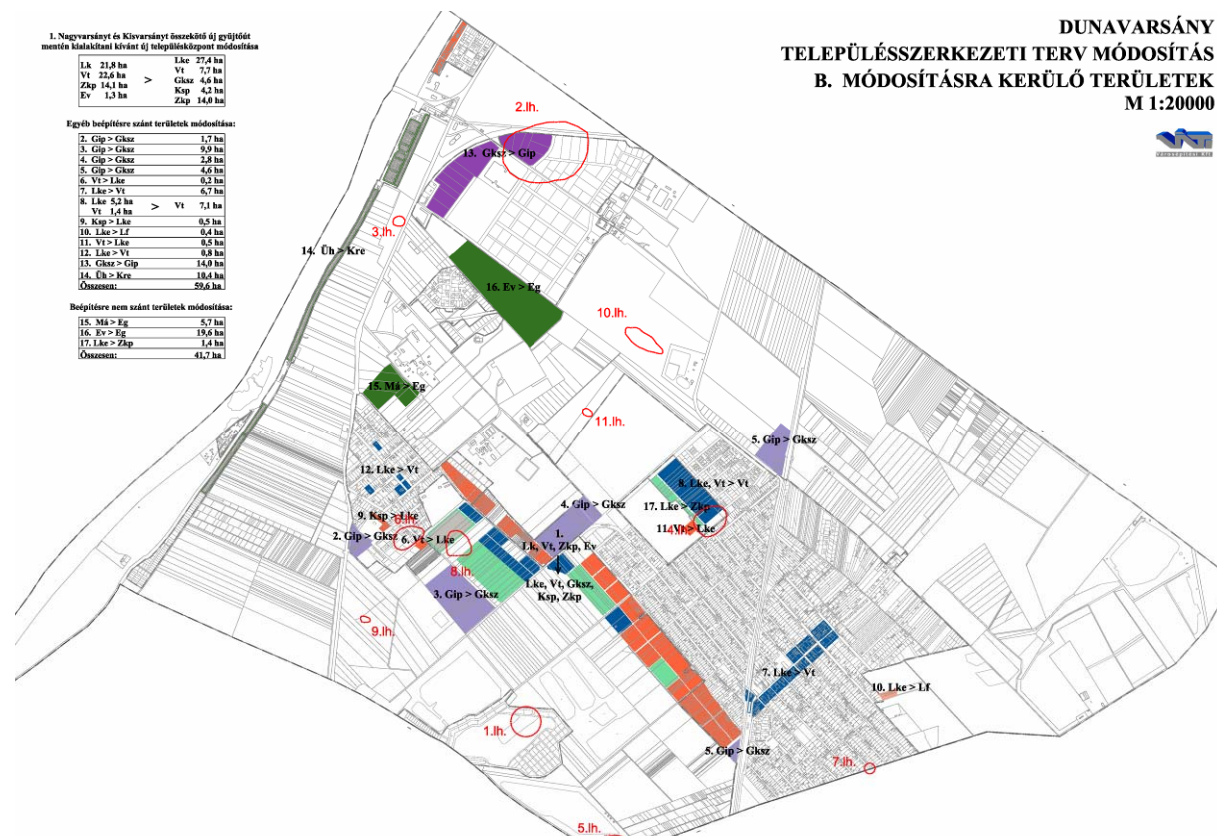 DUNAVARSÁNY
TELEPÜLÉSSZERKEZETI TERV MÓDOSÍTÁS
B. MÓDOSÍTÁSRA KERÜLŐ TERÜLETEK
M 1:20000
VÁTI
Városépítési Kft.
1. Nagyvarsányt és Kisvarsányt összekötő új gyűjtőút
mentén kialakítani kívánt új településközpont módosítása
Lk 21,8 ha
Vt 22,6 ha
Zkp 14,1 ha
Ev 1,3 ha
>
Lke 27,4 ha
Vt 7,7 ha
Gksz 4,6 ha
Ksp 4,2 ha
Zkp 14,0 ha
Egyéb beépítésre szánt területek módosítása:
2. Gip > Gksz 1,7 ha
3. Gip > Gksz 9,9 ha
4. Gip > Gksz 2,8 ha
5. Gip > Gksz 4,6 ha
6. Vt > Lke 0,2 ha
7. Lke > Vt 6,7 ha
8. Lke 5,2 ha
Vt 1,4 ha > Vt 7,1 ha
9. Ksp > Lke 0,5 ha
10. Lke > Lf 0,4 ha
11. Vt > Lke 0,5 ha
12. Lke > Vt 0,8 ha
13. Gksz > Gip 14,0 ha
14. Üh > Kre 10,4 ha
Összesen: 59,6 ha
Beépítésre nem szánt területek módosítása:
15. Má > Eg 5,7 ha
16. Ev > Eg 19,6 ha
17. Lke > Zkp 1,4 ha
Összesen: 41,7 ha
2.lh.
13. Gksz > Gip
3.lh.
14. Üh > Kre
16. Ev > Eg
10.lh.
15. Má > Eg
11.lh.
5. Gip > Gksz
12. Lke > Vt
8. Lke, Vt > Vt
4. Gip > Gksz
17. Lke > Zkp
9. Ksp > Lke
6.lh.
11. Vt > Lke
4.lh.
2. Gip > Gksz
6. Vt > Lke
1.
Lk, Vt, Zkp, Ev
8.lh.
Lke, Vt, Gksz,
Ksp, Zkp
3. Gip > Gksz
9.lh.
7. Lke > Vt
10. Lke > Lf
1.lh.
5. Gip > Gksz
7.lh.
5.lh.